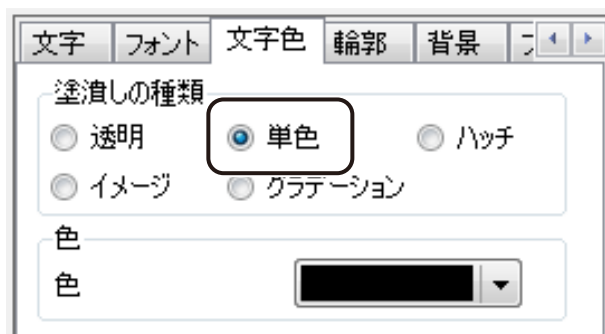 文字 フォント 文字色 輪郭 背景
塗潰しの種類
透明 単色 ハッチ
イメージ グラデーション
色
色